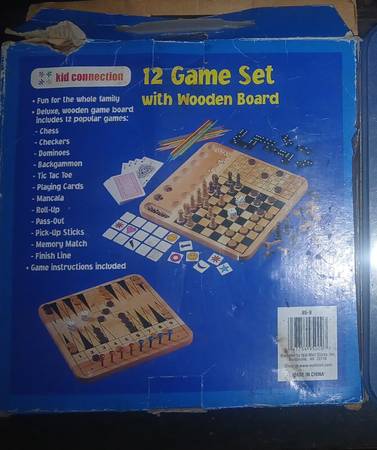 kid connection
12 Game Set
with Wooden Board
• Fun for the whole family
• Deluxe, wooden game board
includes 12 popular games:
- Chess
- Checkers
- Dominoes
- Backgammon
- Tic Tac Toe
- Playing Cards
- Mancala
- Roll-Up
- Pass-Out
- Pick-Up Sticks
- Memory Match
- Finish Line
• Game instructions included
MADE IN CHINA